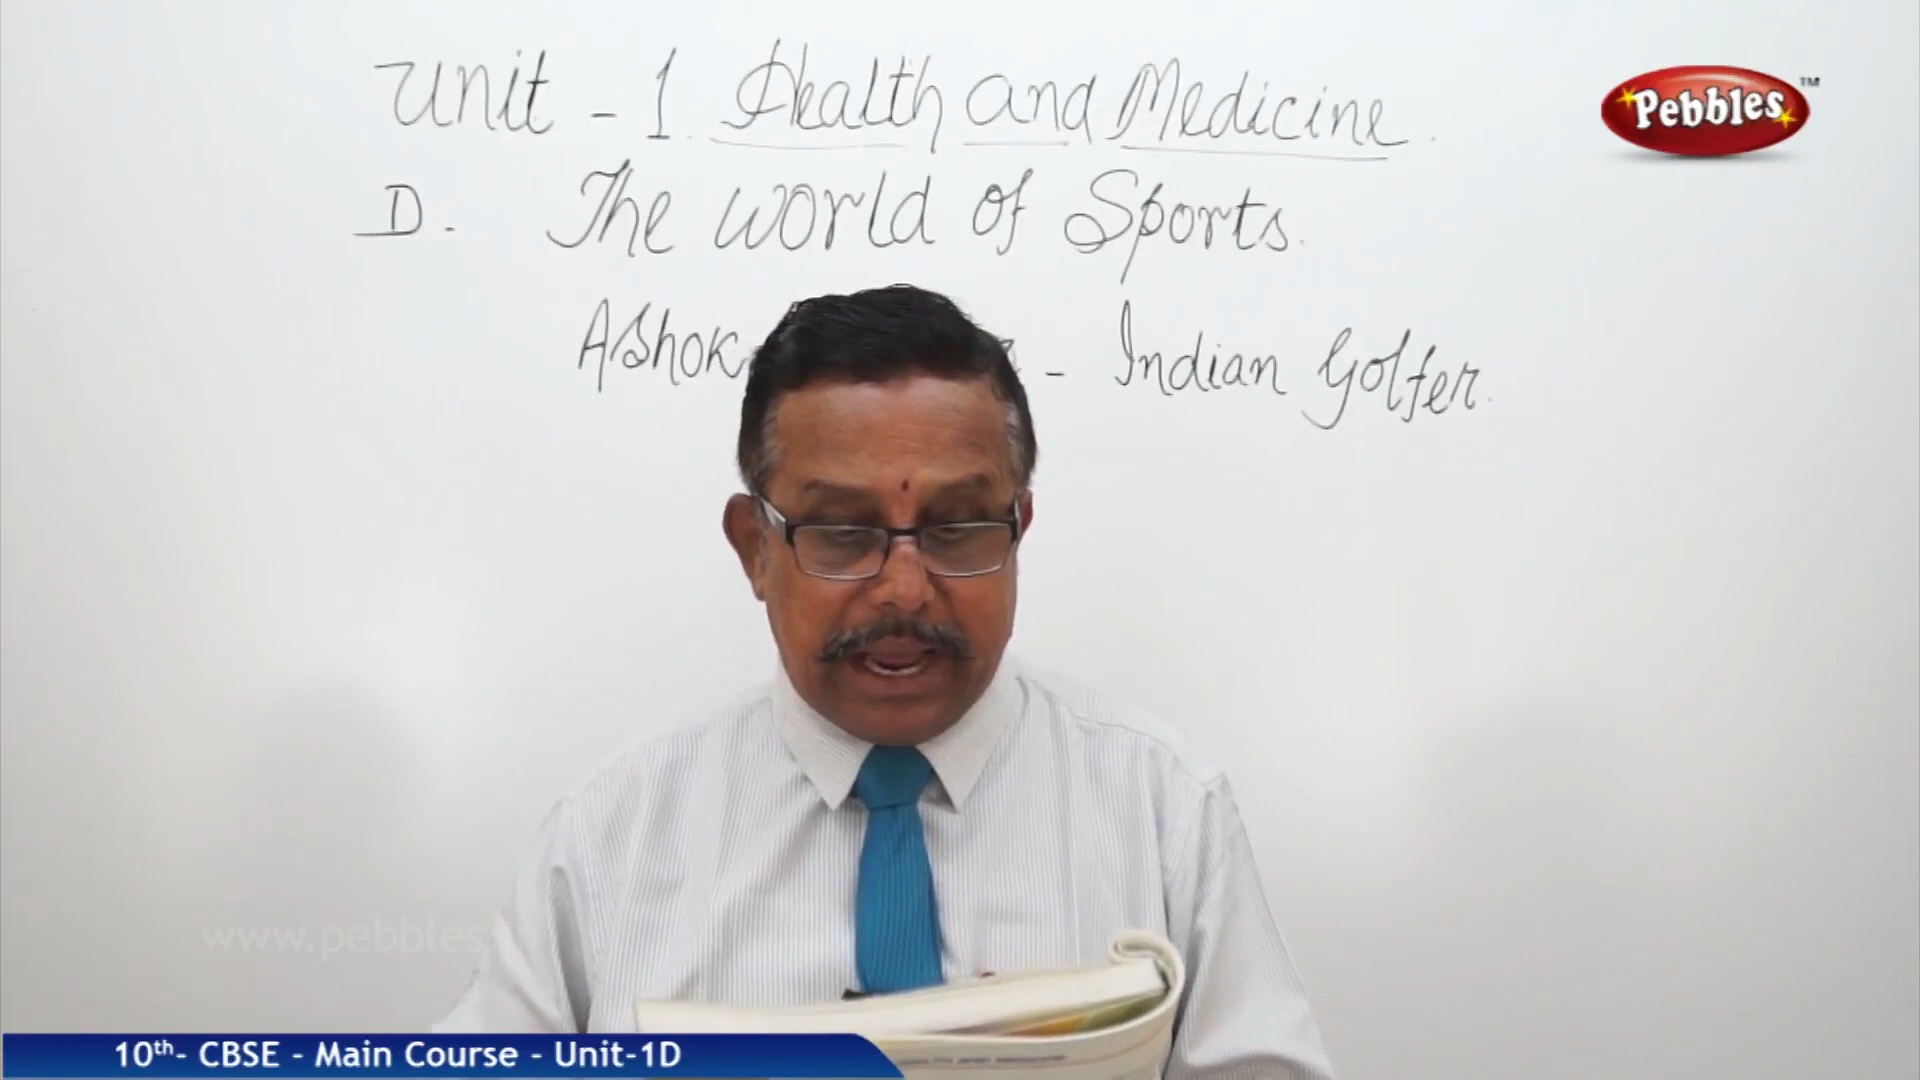 Unit - 1. Health and Medicine.
D. The World of Sports.
Ashok - Indian Golfer.
Pebbles™
www.pebbles
10th- CBSE - Main Course - Unit-1D